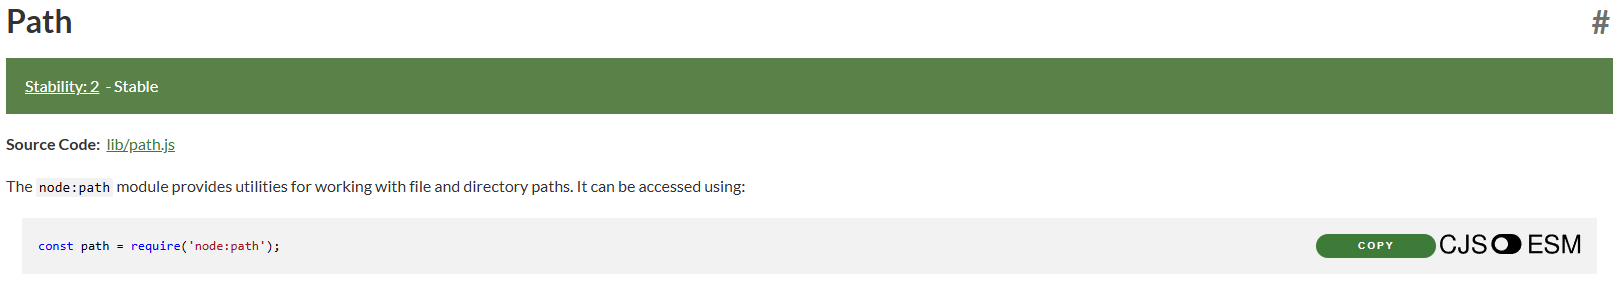 Path #
Stability: 2 - Stable
Source Code: lib/path.js
The node:path module provides utilities for working with file and directory paths. It can be accessed using:
const path = require('node:path'); COPY CJS ESM